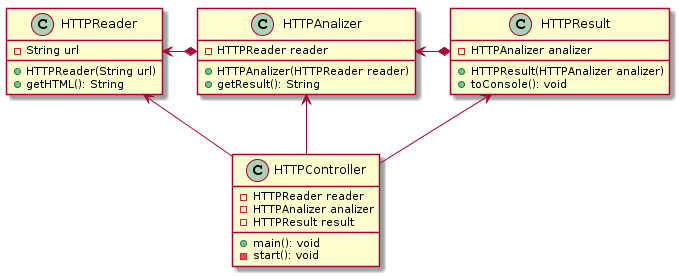 C HTTPReader
String url
HTTPReader(String url)
getHTML(): String
C HTTPAnalizer
HTTPReader reader
HTTPAnalizer(HTTPReader reader)
getResult(): String
C HTTPResult
HTTPAnalizer analizer
HTTPResult(HTTPAnalizer analizer)
toConsole(): void
C HTTPController
HTTPReader reader
HTTPAnalizer analizer
HTTPResult result
main(): void
start(): void